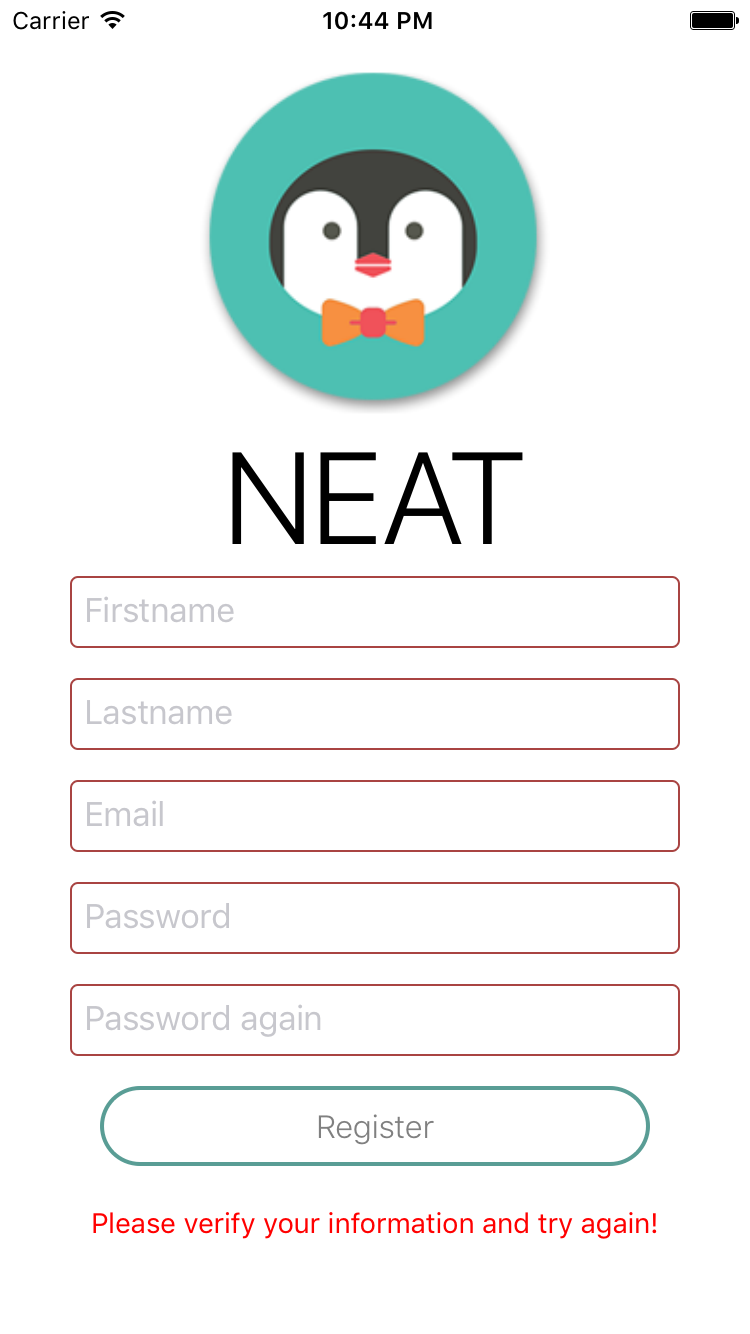 Carrier 10:44 PM
NEAT
Firstname
Lastname
Email
Password
Password again
Register
Please verify your information and try again!